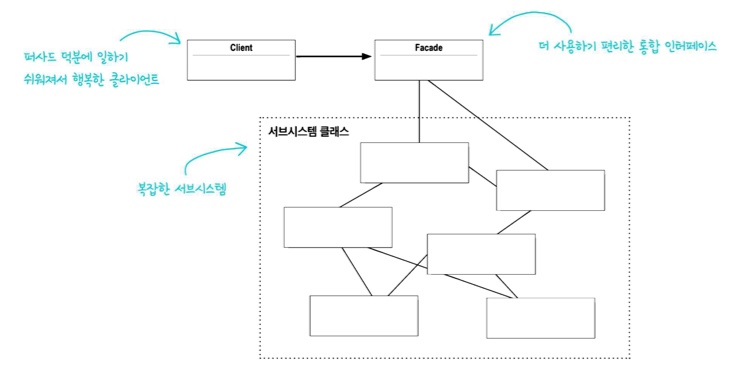 퍼사드 덕분에 일하기
쉬워져서 행복한 클라이언트
Client
Facade
더 사용하기 편리한 통합 인터페이스
서브시스템 클래스
복잡한 서브시스템